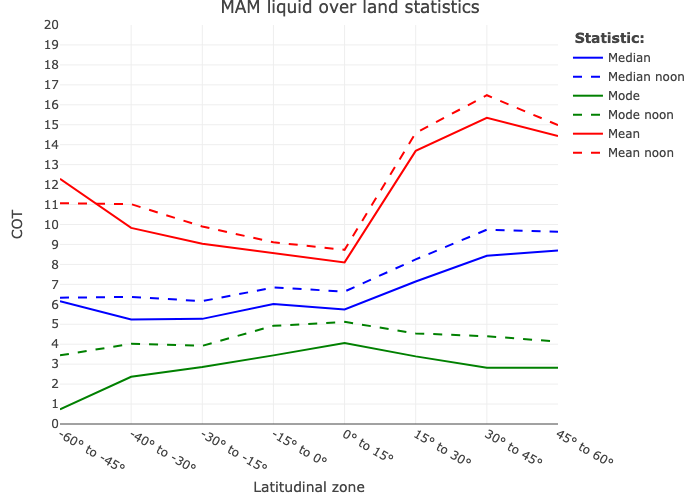 MAM liquid over land statistics
20
19
18
17
16
15
14
13
12
11
10
9
8
7
6
5
4
3
2
1
0
COT
-60° to -45°
-40° to -30°
-30° to -15°
-15° to 0°
0° to 15°
15° to 30°
30° to 45°
45° to 60°
Latitudinal zone
Statistic:
Median
Median noon
Mode
Mode noon
Mean
Mean noon